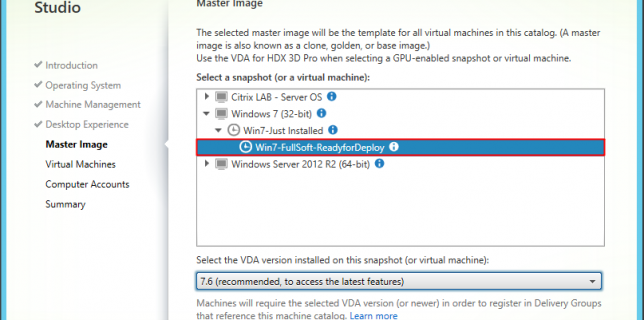 Studio
Master Image
The selected master image will be the template for all virtual machines in this catalog. (A master
image is also known as a clone, golden, or base image.)
Use the VDA for HDX 3D Pro when selecting a GPU-enabled snapshot or virtual machine.
Introduction
Operating System
Machine Management
Desktop Experience
Master Image
Virtual Machines
Computer Accounts
Summary
Select a snapshot (or a virtual machine):
Citrix LAB - Server OS
Windows 7 (32-bit)
Win7-Just Installed
Win7-FullSoft-ReadyforDeploy
Windows Server 2012 R2 (64-bit)
Select the VDA version installed on this snapshot (or virtual machine):
7.6 (recommended, to access the latest features)
Machines will require the selected VDA version (or newer) in order to register in Delivery Groups
that reference this machine catalog. Learn more